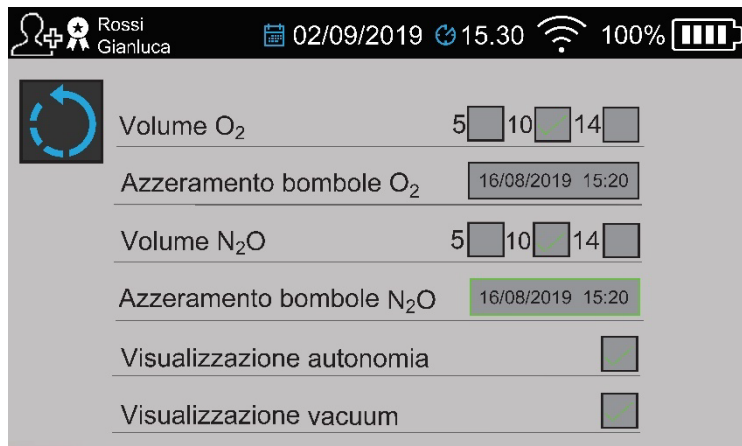 Rossi
Gianluca
02/09/2019 15.30 100%
Volume O₂ 5 10 14
Azzeramento bombole O₂ 16/08/2019 15:20
Volume N₂O 5 10 14
Azzeramento bombole N₂O 16/08/2019 15:20
Visualizzazione autonomia
Visualizzazione vacuum